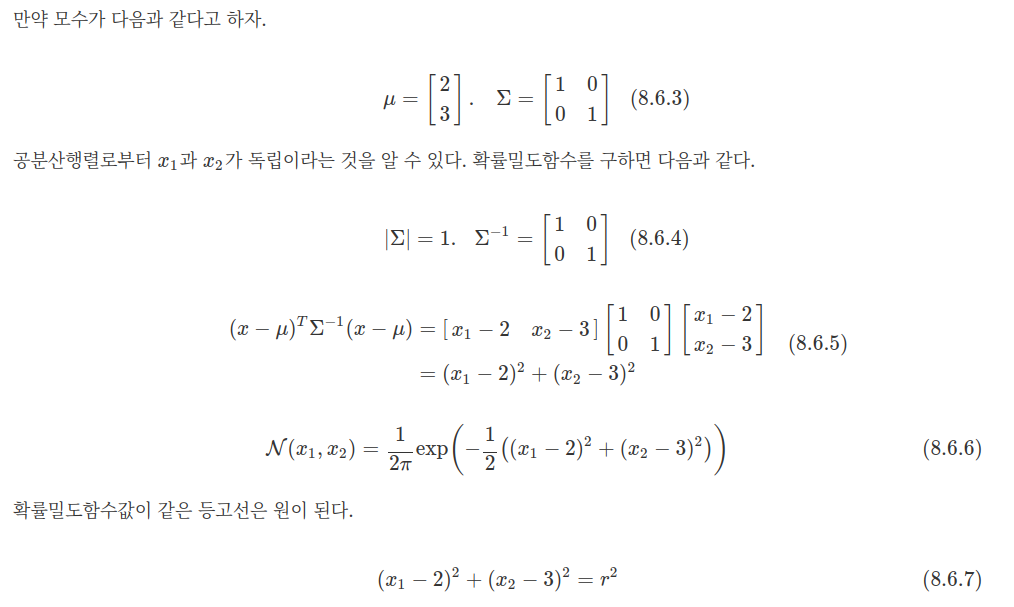 만약 모수가 다음과 같다고 하자.
μ = [2 3]. Σ = [1 0 0 1] (8.6.3)
공분산행렬로부터 x₁과 x₂가 독립이라는 것을 알 수 있다. 확률밀도함수를 구하면 다음과 같다.
|Σ| = 1. Σ⁻¹ = [1 0 0 1] (8.6.4)
(x − μ)ᵀΣ⁻¹(x − μ) = [x₁ − 2 x₂ − 3] [1 0 0 1] [x₁ − 2 x₂ − 3] (8.6.5)
= (x₁ − 2)² + (x₂ − 3)²
𝒩(x₁, x₂) = 1/2π exp(−1/2((x₁ − 2)² + (x₂ − 3)²)) (8.6.6)
확률밀도함수값이 같은 등고선은 원이 된다.
(x₁ − 2)² + (x₂ − 3)² = r² (8.6.7)